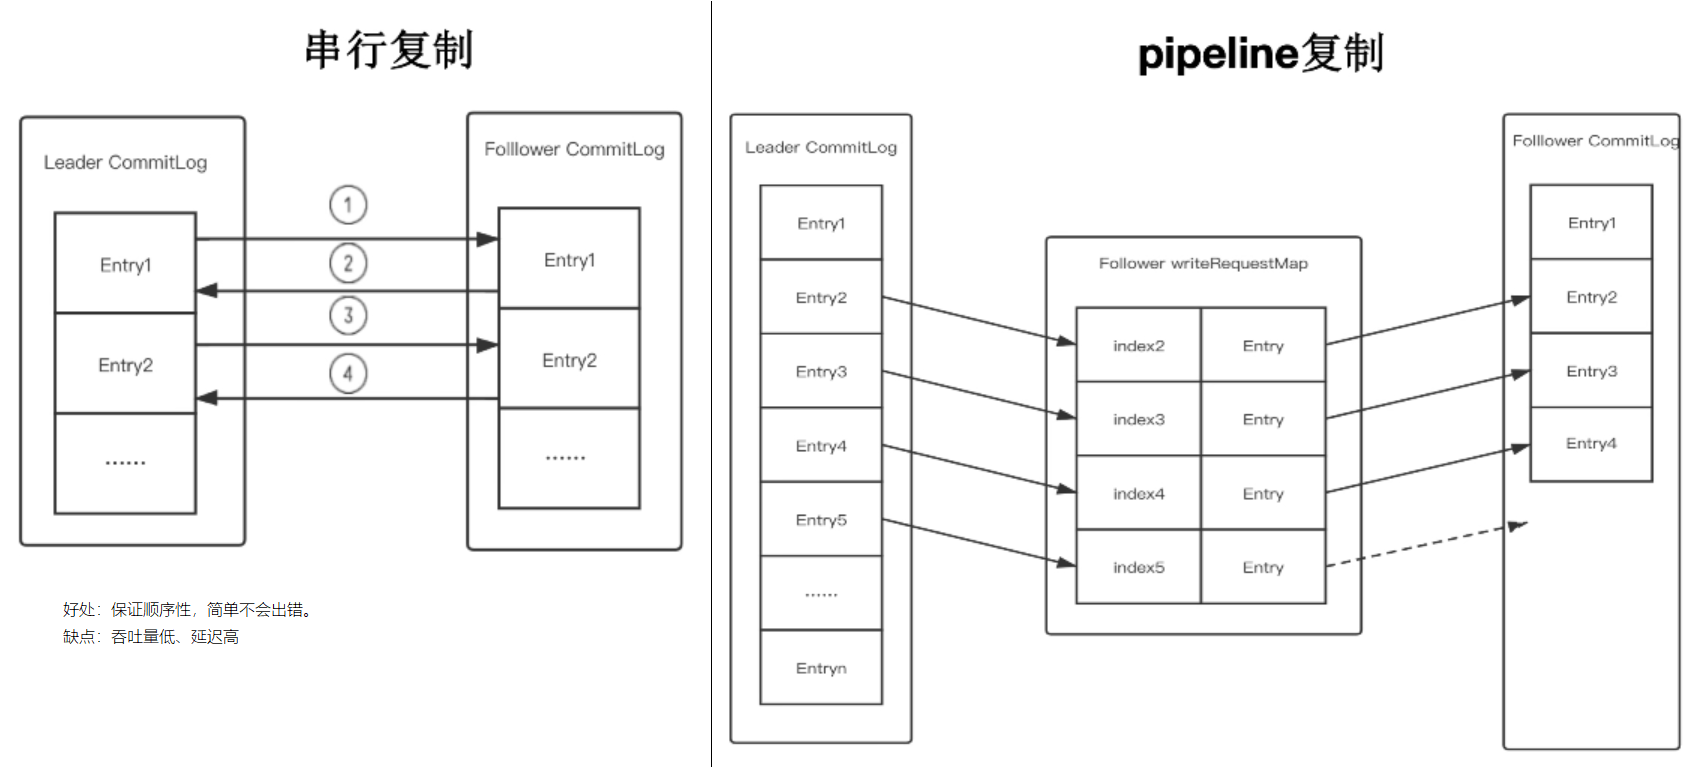 串行复制
Leader CommitLog
Folllower CommitLog
1
2
3
4
Entry1
Entry2
......
Entry1
Entry2
......
好处：保证顺序性，简单不会出错。
缺点：吞吐量低、延迟高
pipeline复制
Leader CommitLog
Entry1
Entry2
Entry3
Entry4
Entry5
......
Entryn
Follower writeRequestMap
index2 Entry
index3 Entry
index4 Entry
index5 Entry
Folllower CommitLog
Entry1
Entry2
Entry3
Entry4